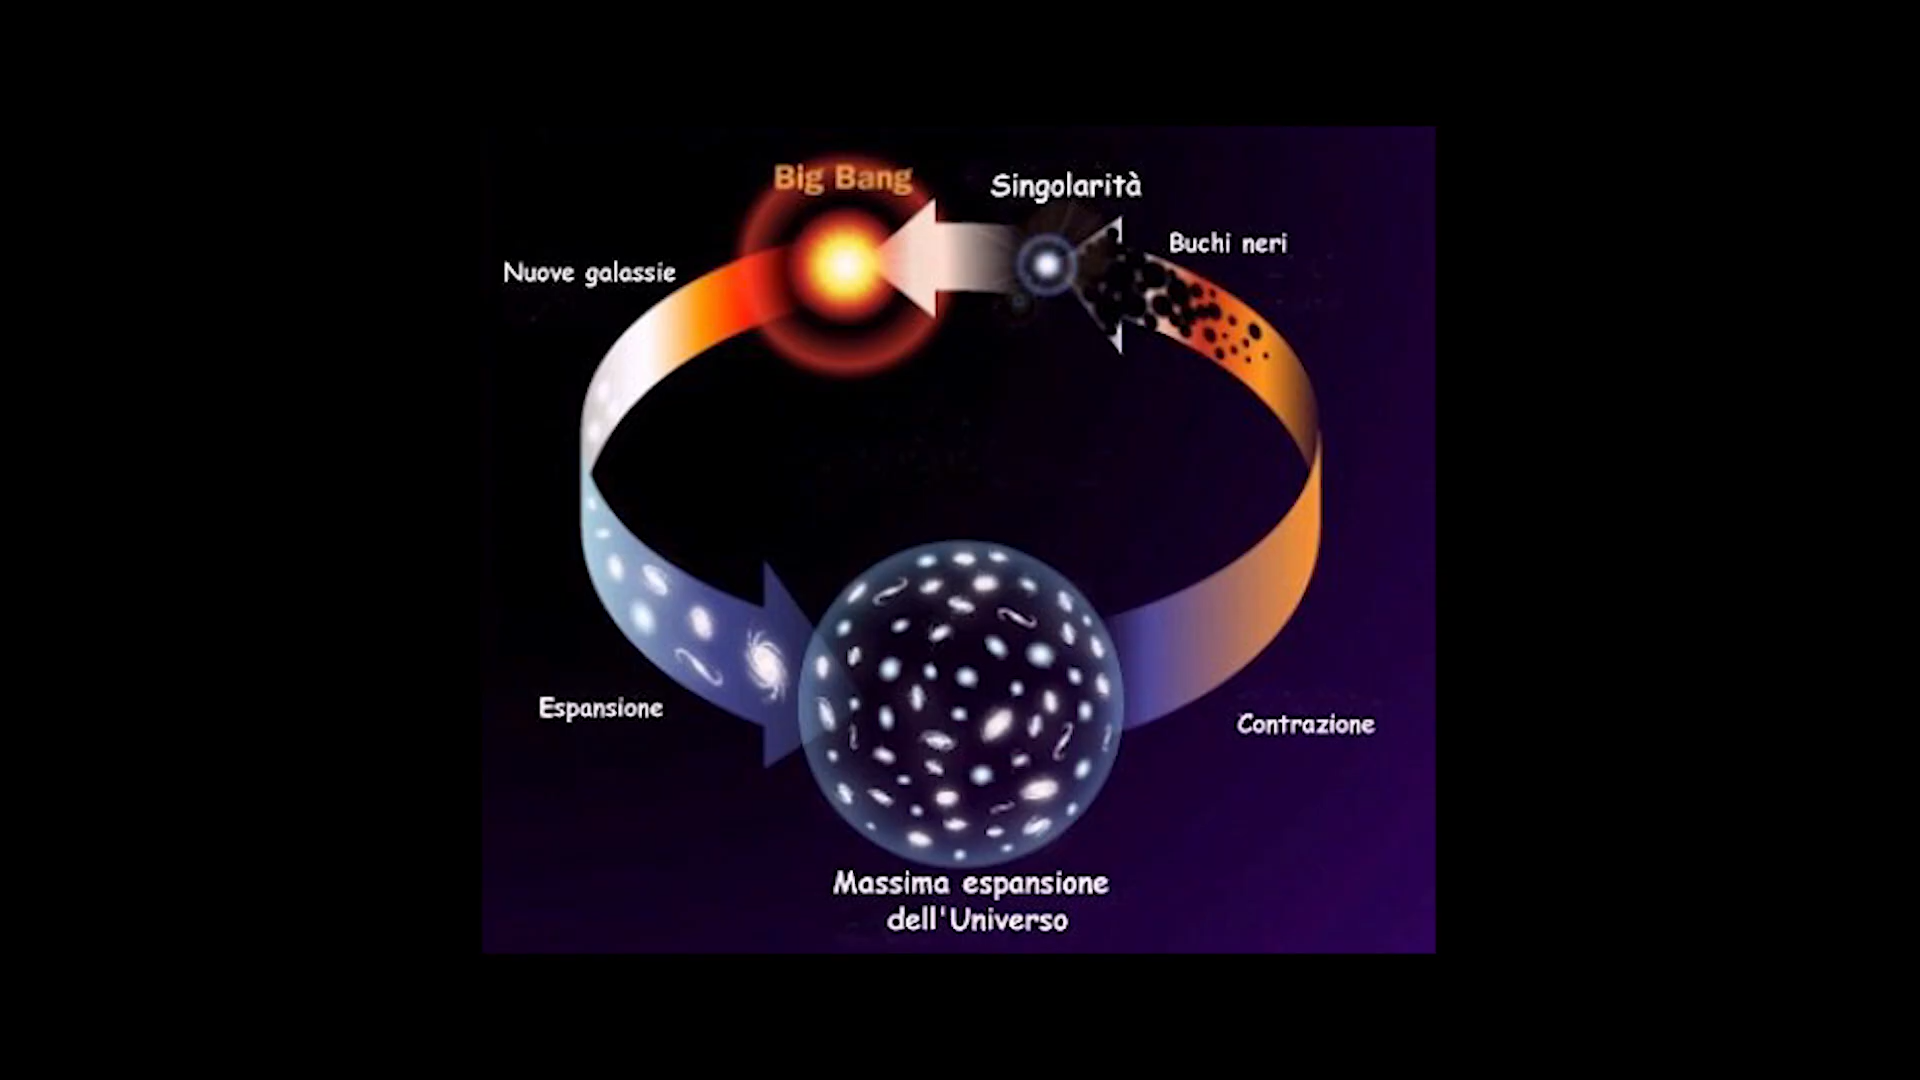 Big Bang
Singolarità
Buchi neri
Nuove galassie
Espansione
Contrazione
Massima espansione
dell'Universo